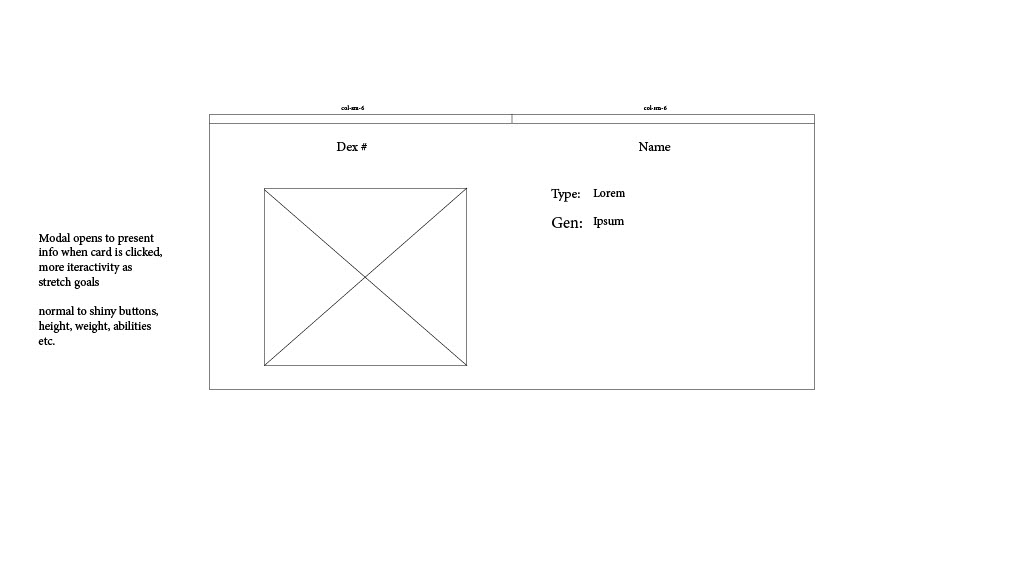 col-sm-6
col-sm-6
Dex #
Name
Type: Lorem
Gen: Ipsum
Modal opens to present
info when card is clicked,
more iteractivity as
stretch goals
normal to shiny buttons,
height, weight, abilities
etc.